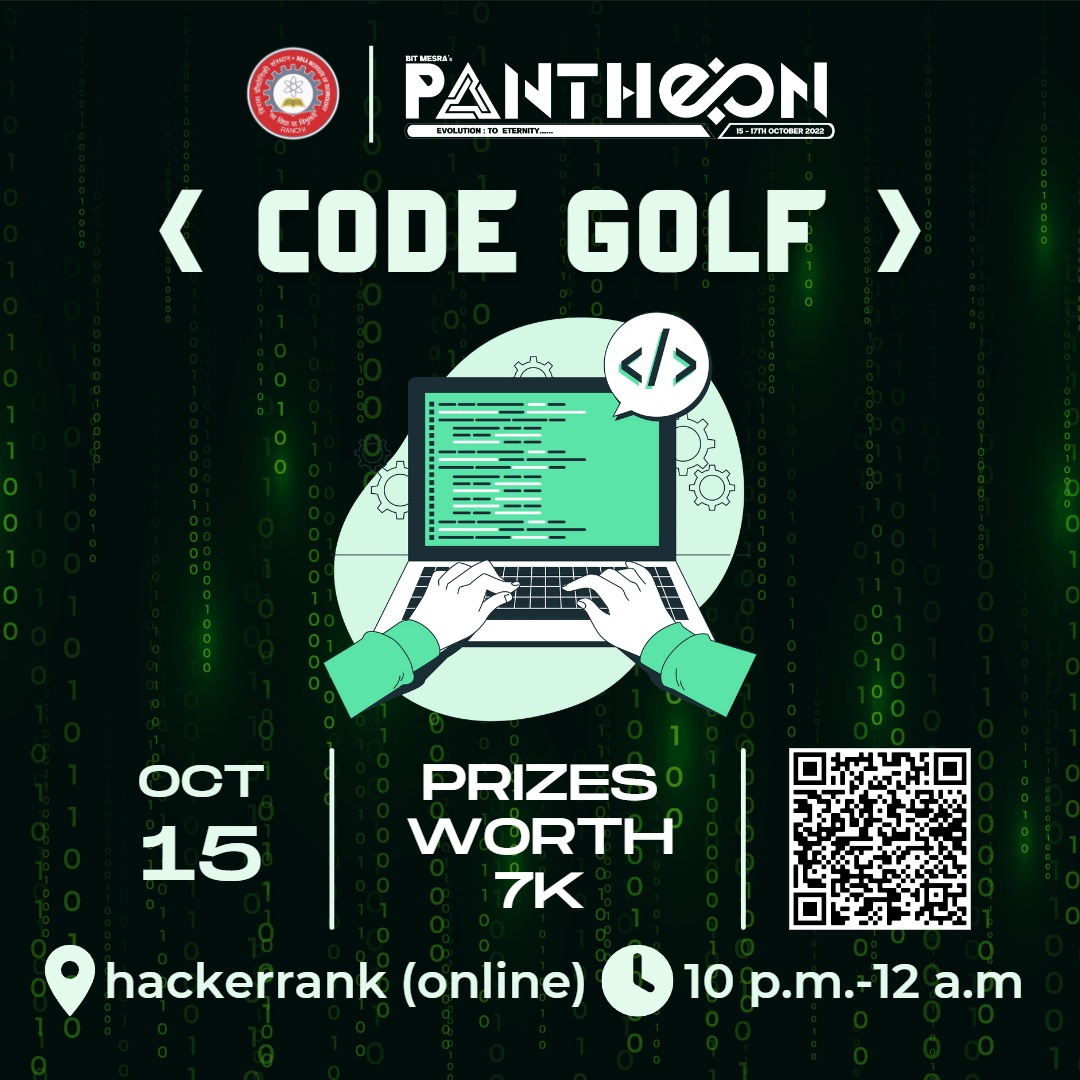 BIT MESRA's
PANTHEON
EVOLUTION : TO ETERNITY......
15 - 17TH OCTOBER 2022
RANCHI
❬ CODE GOLF ❭
</>
OCT
15
PRIZES
WORTH
7K
hackerrank (online)
10 p.m.-12 a.m